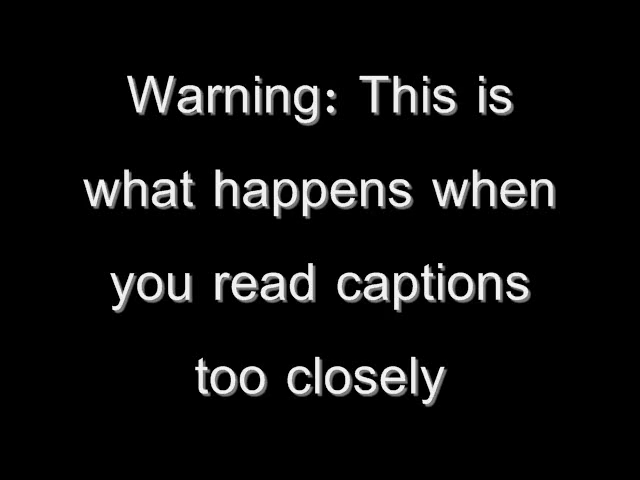 Warning: This is
what happens when
you read captions
too closely